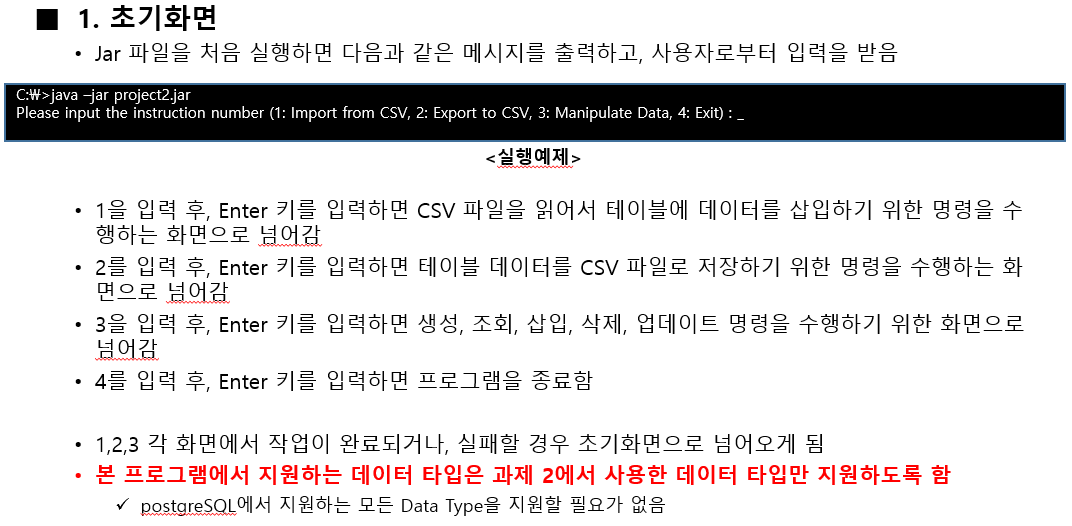 ■ 1. 초기화면
• Jar 파일을 처음 실행하면 다음과 같은 메시지를 출력하고, 사용자로부터 입력을 받음
C:₩>java –jar project2.jar
Please input the instruction number (1: Import from CSV, 2: Export to CSV, 3: Manipulate Data, 4: Exit) : _
<실행예제>
• 1을 입력 후, Enter 키를 입력하면 CSV 파일을 읽어서 테이블에 데이터를 삽입하기 위한 명령을 수
행하는 화면으로 넘어감
• 2를 입력 후, Enter 키를 입력하면 테이블 데이터를 CSV 파일로 저장하기 위한 명령을 수행하는 화
면으로 넘어감
• 3을 입력 후, Enter 키를 입력하면 생성, 조회, 삽입, 삭제, 업데이트 명령을 수행하기 위한 화면으로
넘어감
• 4를 입력 후, Enter 키를 입력하면 프로그램을 종료함
• 1,2,3 각 화면에서 작업이 완료되거나, 실패할 경우 초기화면으로 넘어오게 됨
• 본 프로그램에서 지원하는 데이터 타입은 과제 2에서 사용한 데이터 타입만 지원하도록 함
✓ postgreSQL에서 지원하는 모든 Data Type을 지원할 필요가 없음